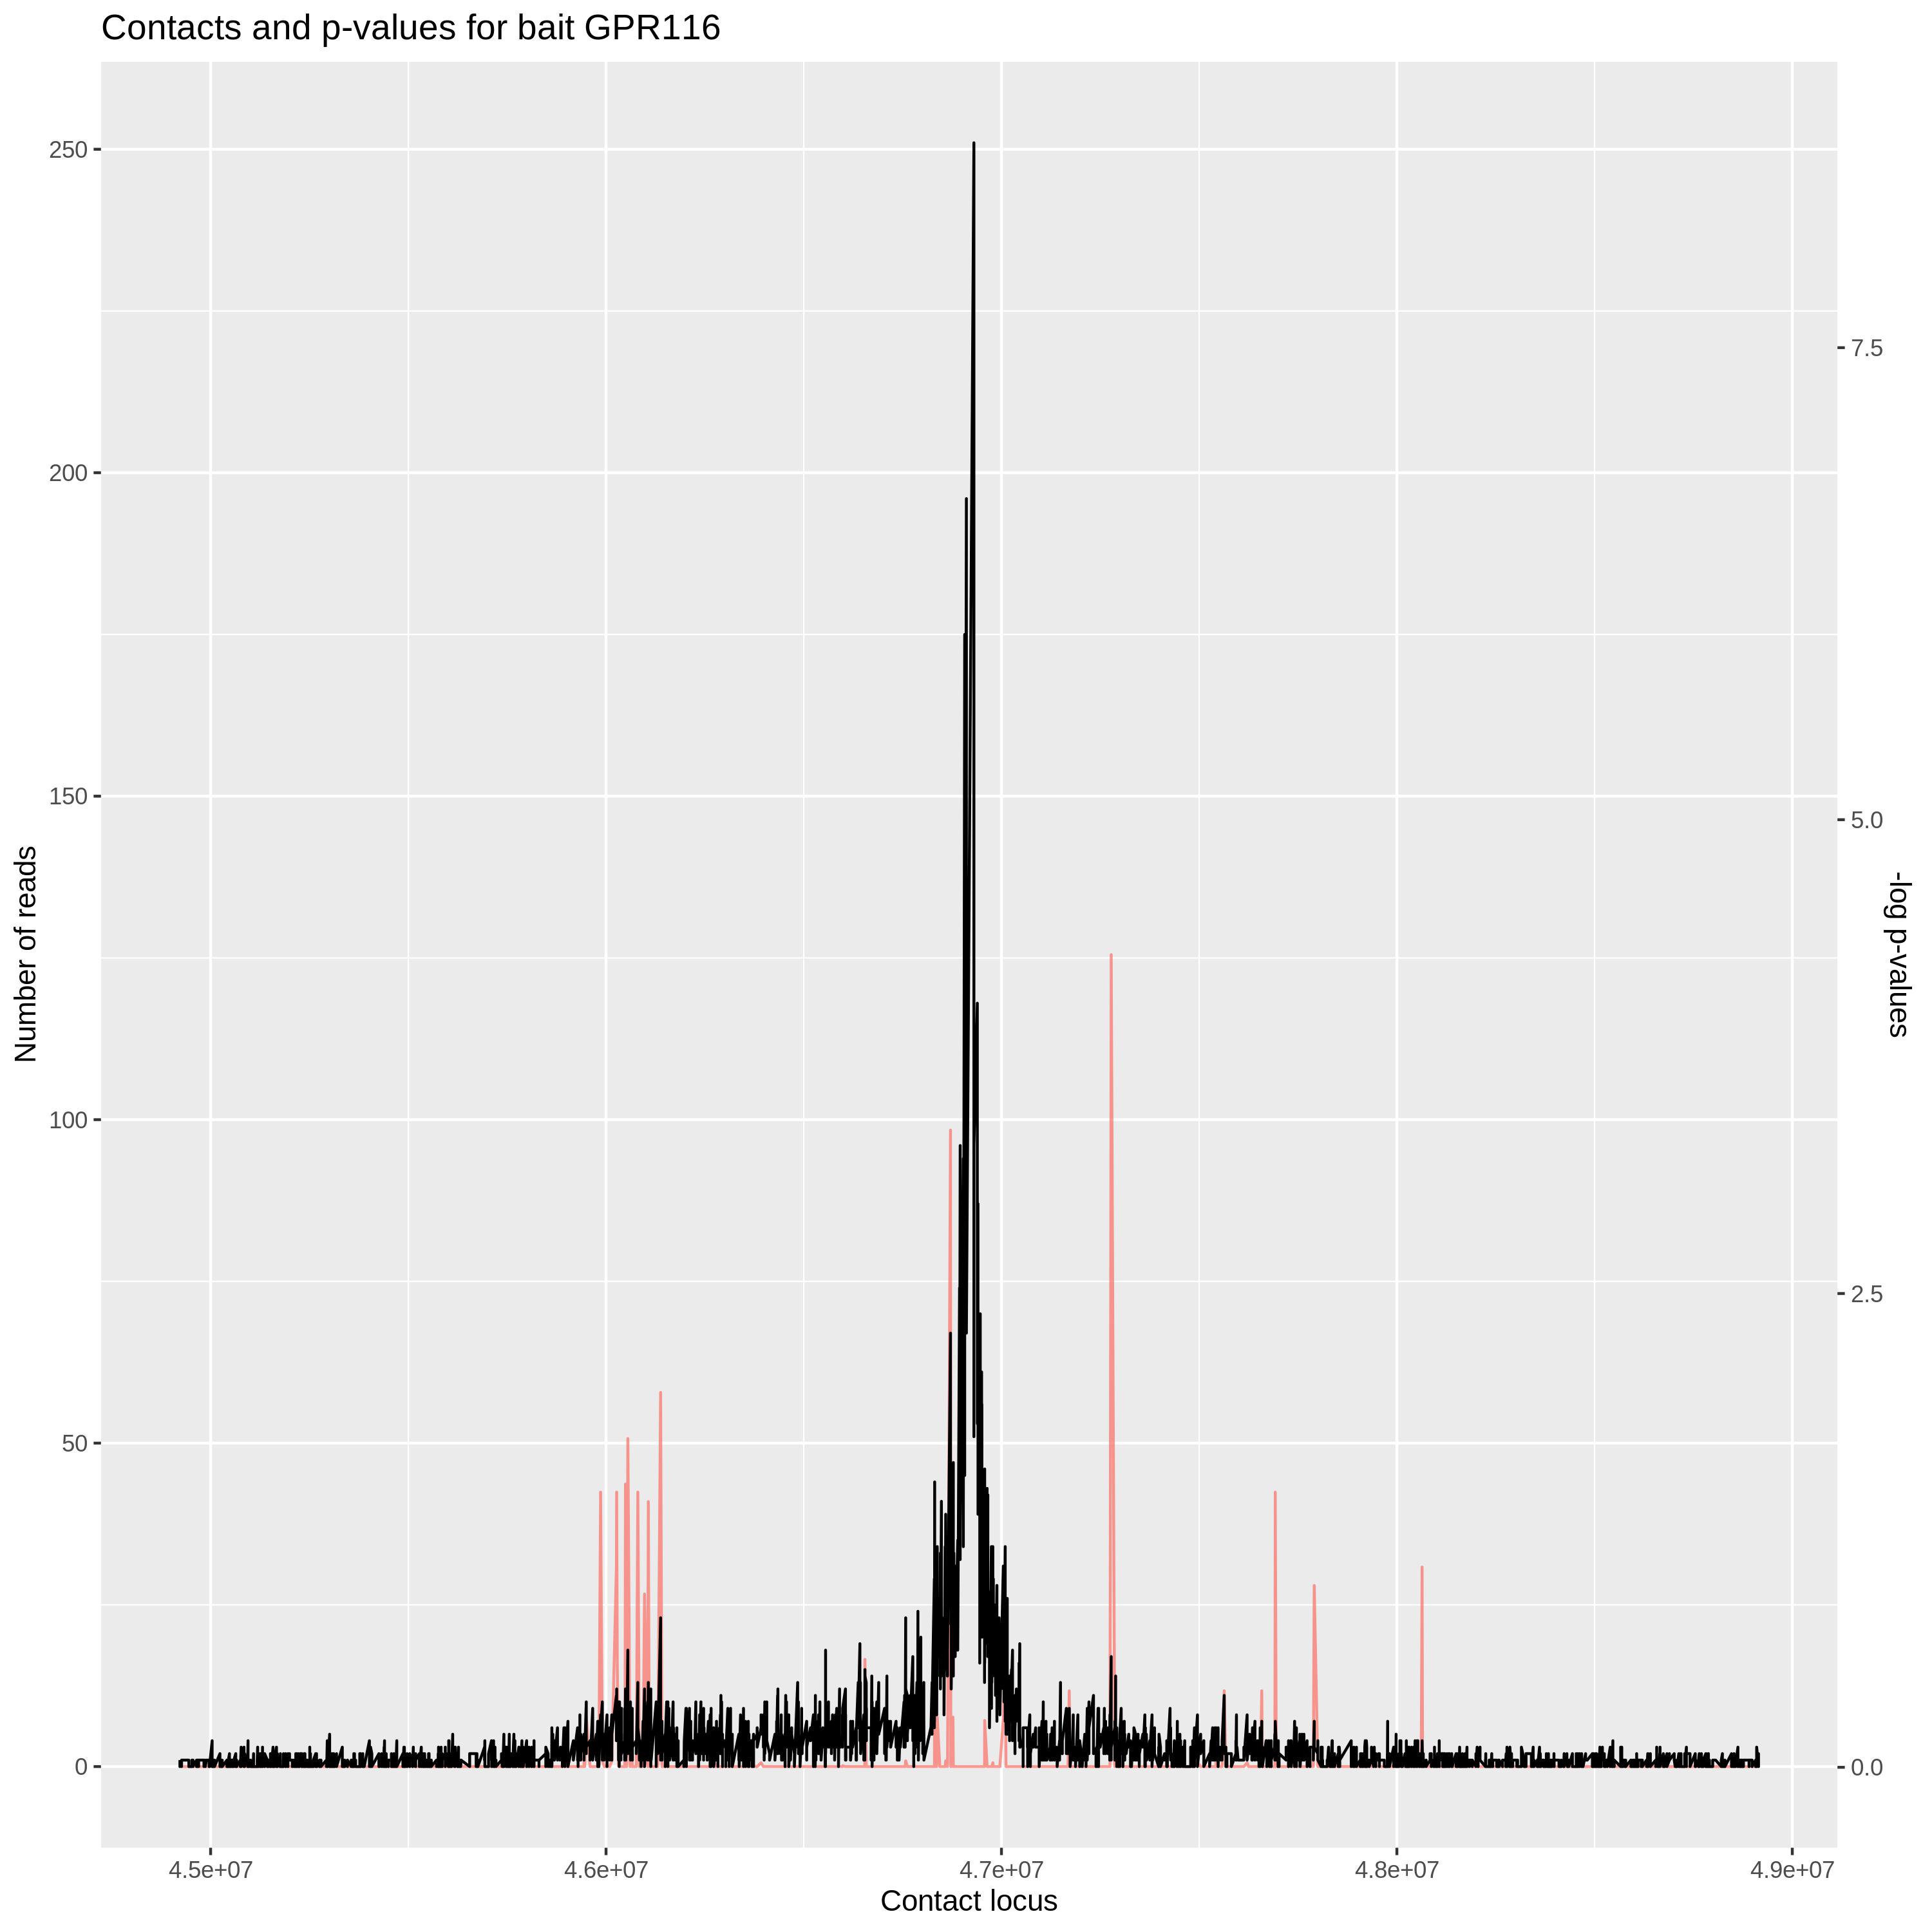 Contacts and p-values for bait GPR116
250
200
150
100
50
0
Number of reads
7.5
5.0
2.5
0.0
-log p-values
4.5e+07 4.6e+07 4.7e+07 4.8e+07 4.9e+07
Contact locus